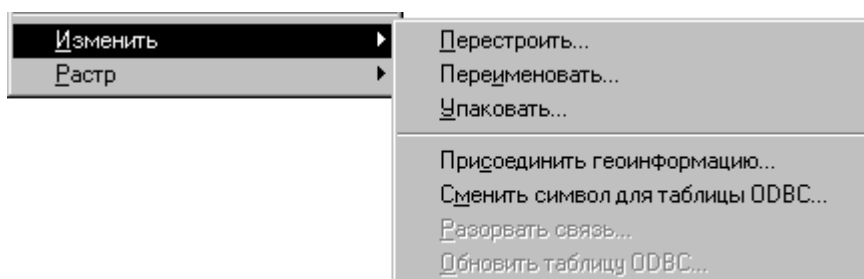 Изменить
Растр
Перестроить...
Переименовать...
Упаковать...
Присоединить геоинформацию...
Сменить символ для таблицы ODBC...
Разорвать связь...
Обновить таблицу ODBC...